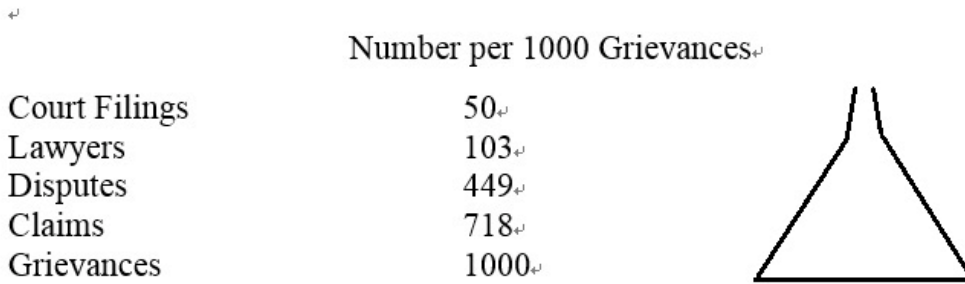 Number per 1000 Grievances
Court Filings 50
Lawyers 103
Disputes 449
Claims 718
Grievances 1000